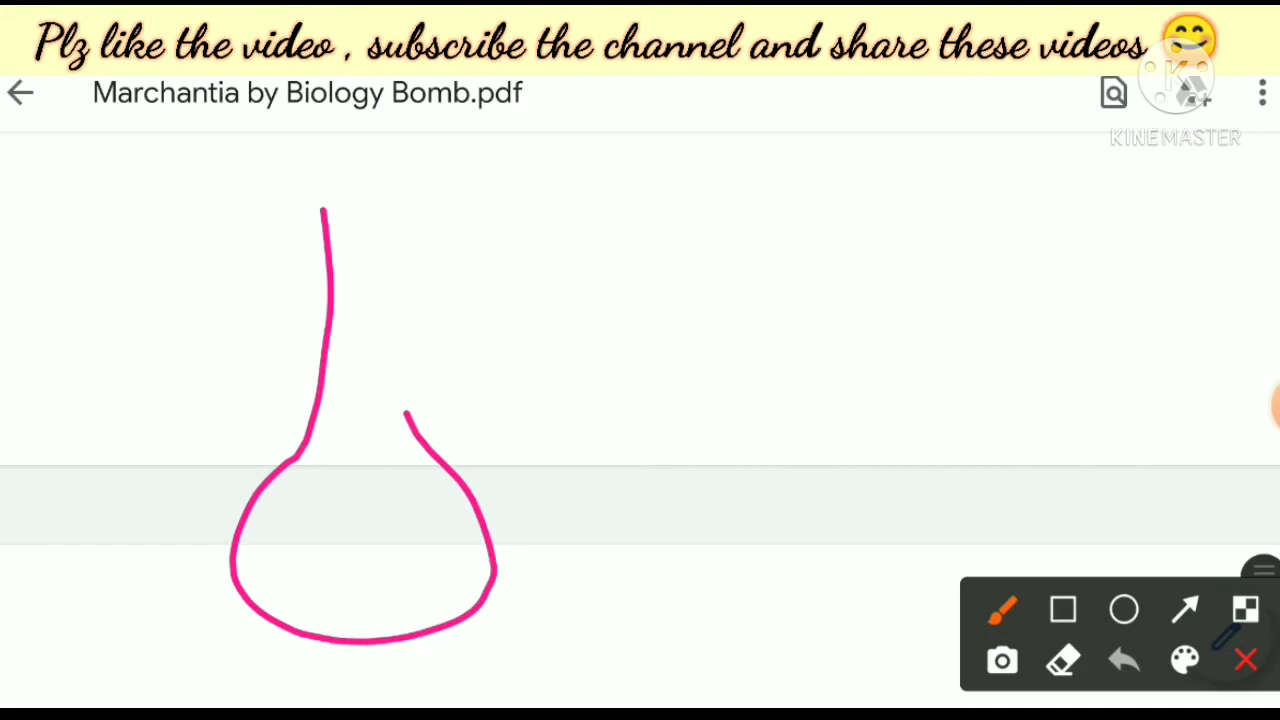 Plz like the video , subscribe the channel and share these videos 😊
Marchantia by Biology Bomb.pdf
KINEMASTER